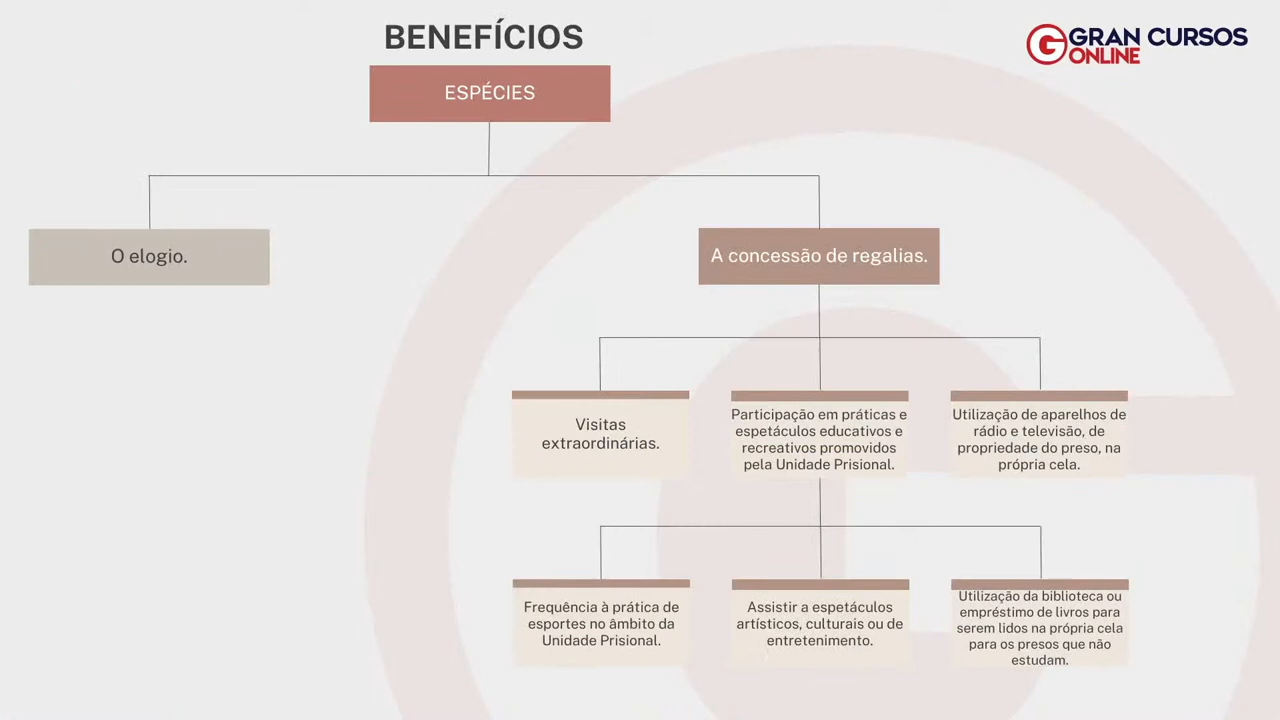 BENEFÍCIOS
GRAN CURSOS
ONLINE
ESPÉCIES
O elogio.
A concessão de regalias.
Visitas
extraordinárias.
Participação em práticas e
espetáculos educativos e
recreativos promovidos
pela Unidade Prisional.
Utilização de aparelhos de
rádio e televisão, de
propriedade do preso, na
própria cela.
Frequência à prática de
esportes no âmbito da
Unidade Prisional.
Assistir a espetáculos
artísticos, culturais ou de
entretenimento.
Utilização da biblioteca ou
empréstimo de livros para
serem lidos na própria cela
para os presos que não
estudam.